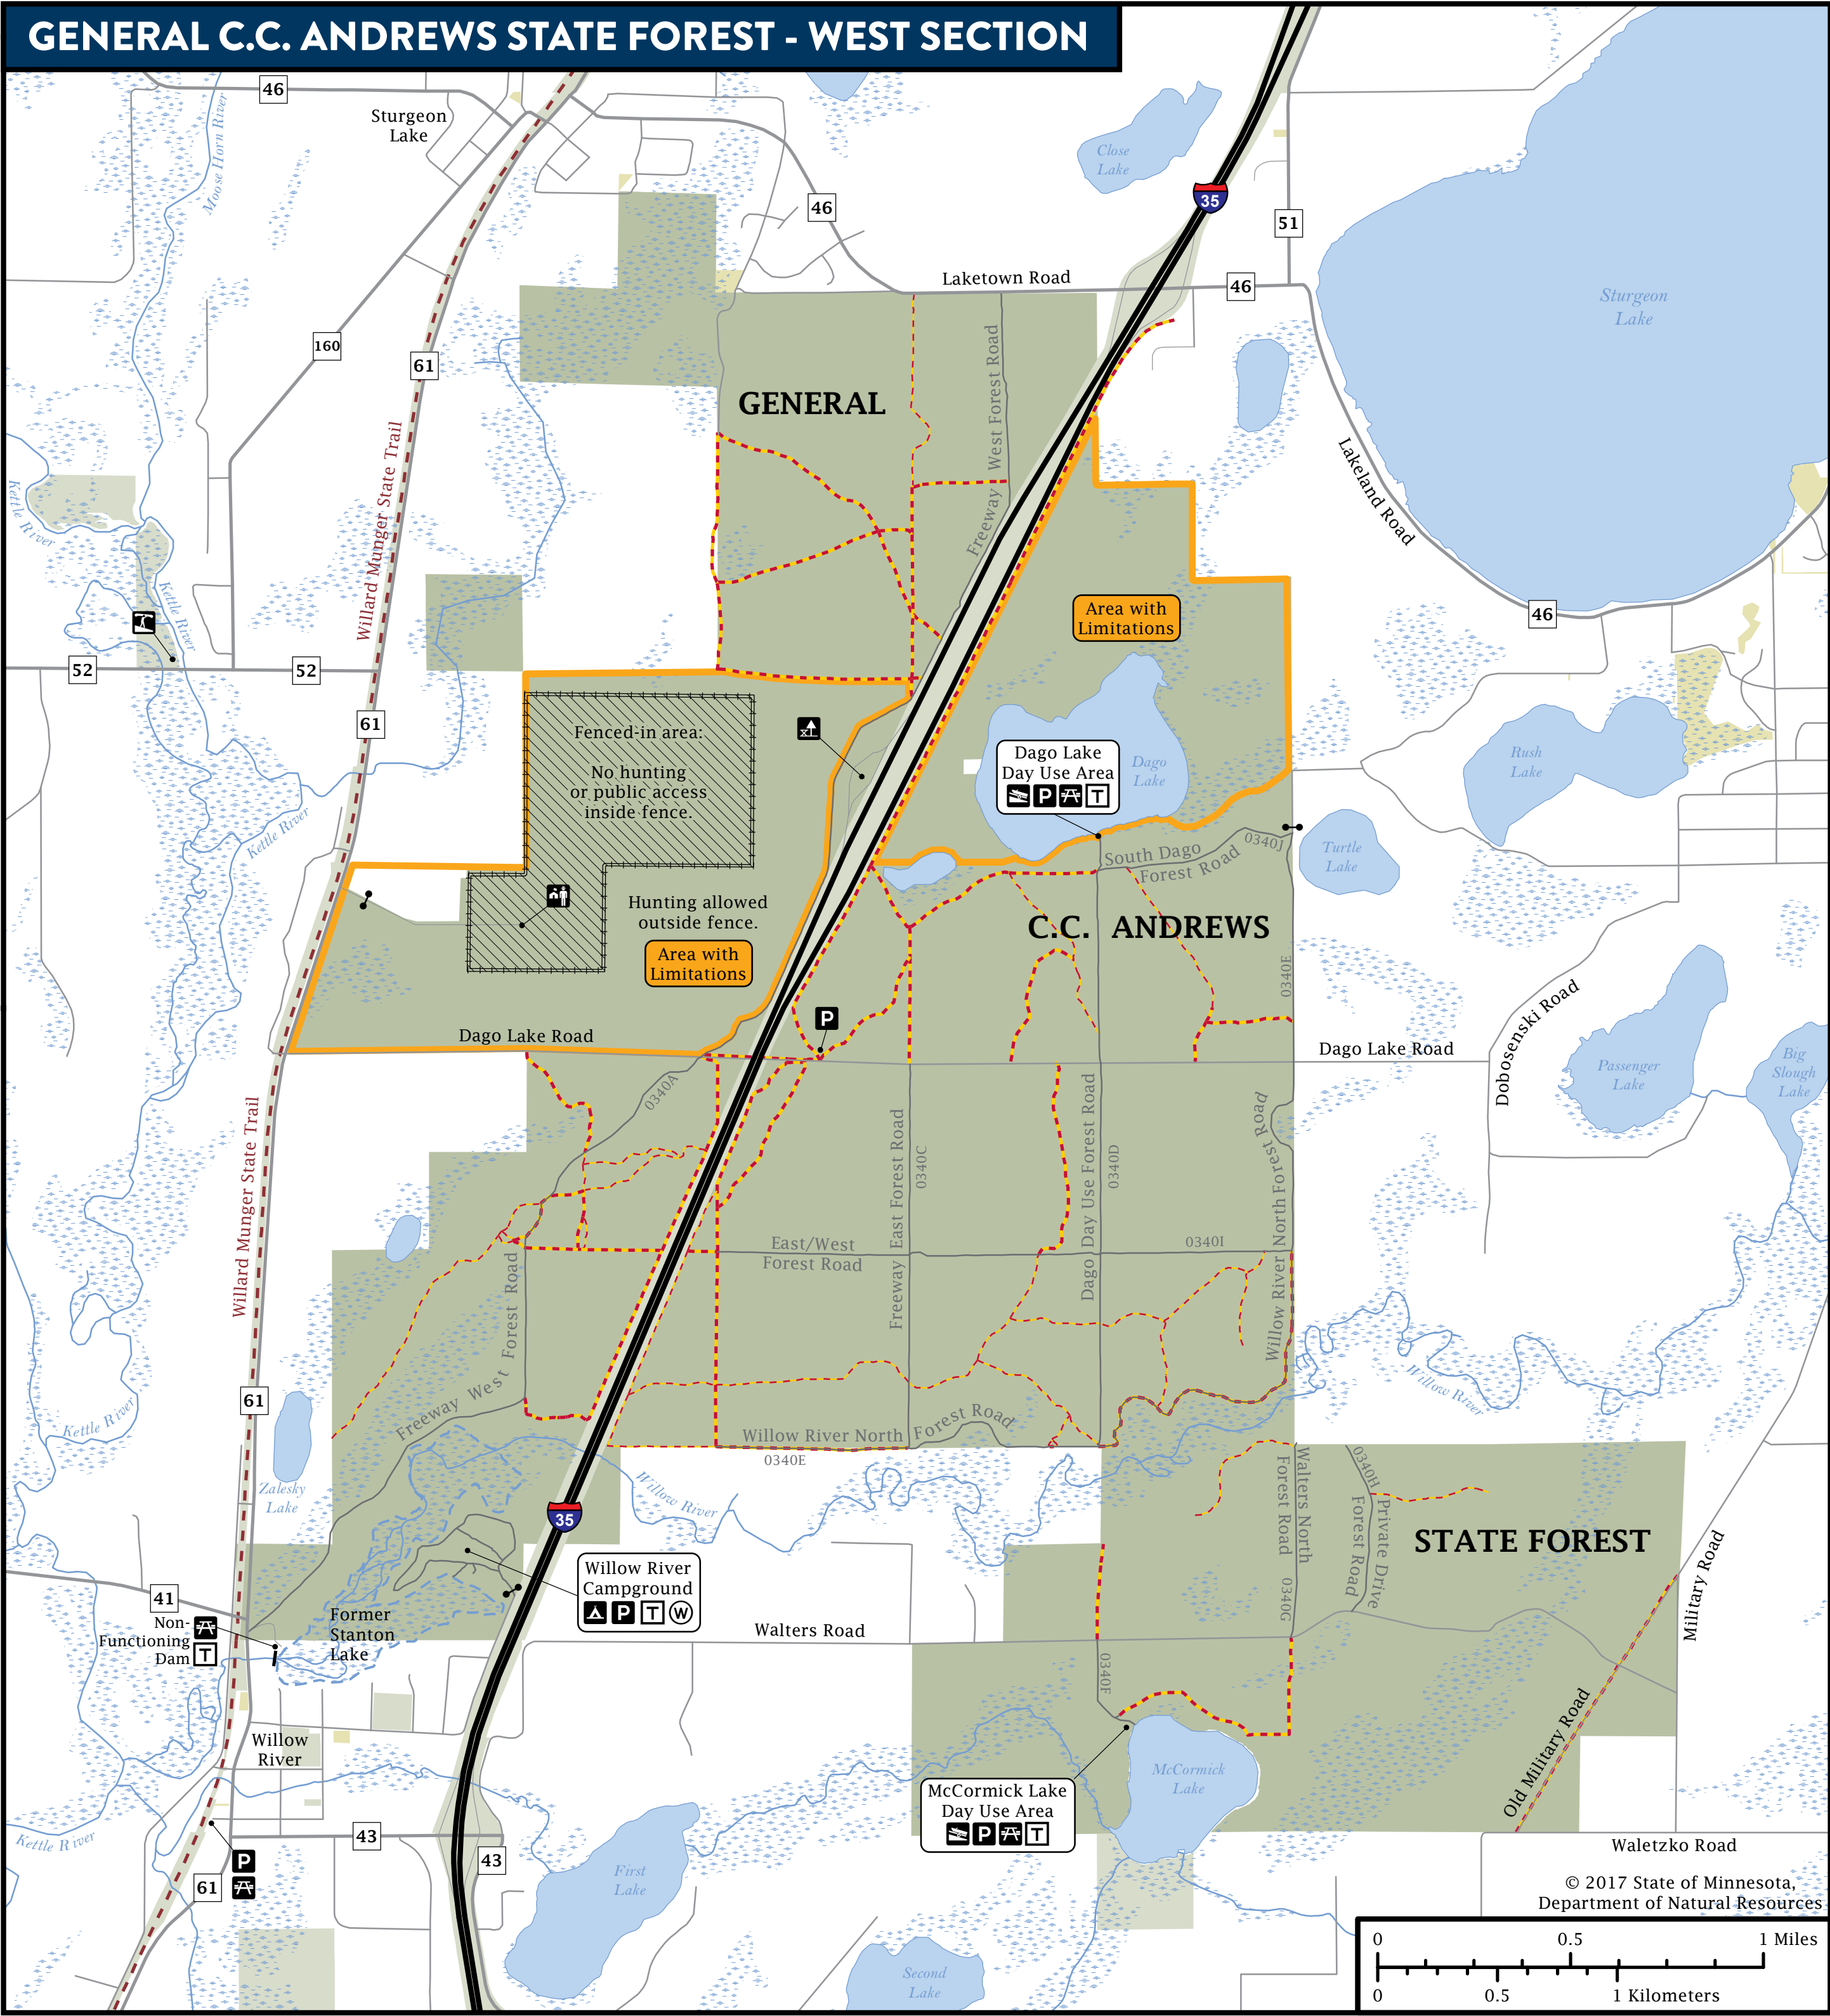 GENERAL C.C. ANDREWS STATE FOREST - WEST SECTION
46
Sturgeon
Lake
Moose Horn River
46
Close
Lake
35
51
Laketown Road
46
Sturgeon
Lake
160
61
GENERAL
Freeway West Forest Road
Lakeland Road
Willard Munger State Trail
Kettle River
Kettle River
52
52
61
46
Area with
Limitations
Fenced-in area:
No hunting
or public access
inside fence.
Dago Lake
Day Use Area
P
T
Dago
Lake
Rush
Lake
Kettle River
South Dago
Forest Road
0340J
Turtle
Lake
Hunting allowed
outside fence.
Area with
Limitations
C.C. ANDREWS
0340E
P
Dago Lake Road
Dago Lake Road
Dobosenski Road
Passenger
Lake
Big
Slough
Lake
0340A
Willard Munger State Trail
Freeway East Forest Road
0340C
Dago Day Use Forest Road
0340D
Willow River North Forest Road
East/West
Forest Road
0340I
Freeway West Forest Road
61
Kettle River
Willow River
Willow River North Forest Road
0340E
Zalesky
Lake
Willow River
35
Walters North
Forest Road
0340G
0340H
Private Drive
Forest Road
STATE FOREST
Military Road
Willow River
Campground
P
T
W
41
Non-
Functioning
Dam
T
Former
Stanton
Lake
Walters Road
0340F
Old Military Road
Willow
River
McCormick
Lake
McCormick Lake
Day Use Area
P
T
Kettle River
43
43
P
61
First
Lake
Second
Lake
Waletzko Road
© 2017 State of Minnesota,
Department of Natural Resources
0 0.5 1 Miles
0 0.5 1 Kilometers